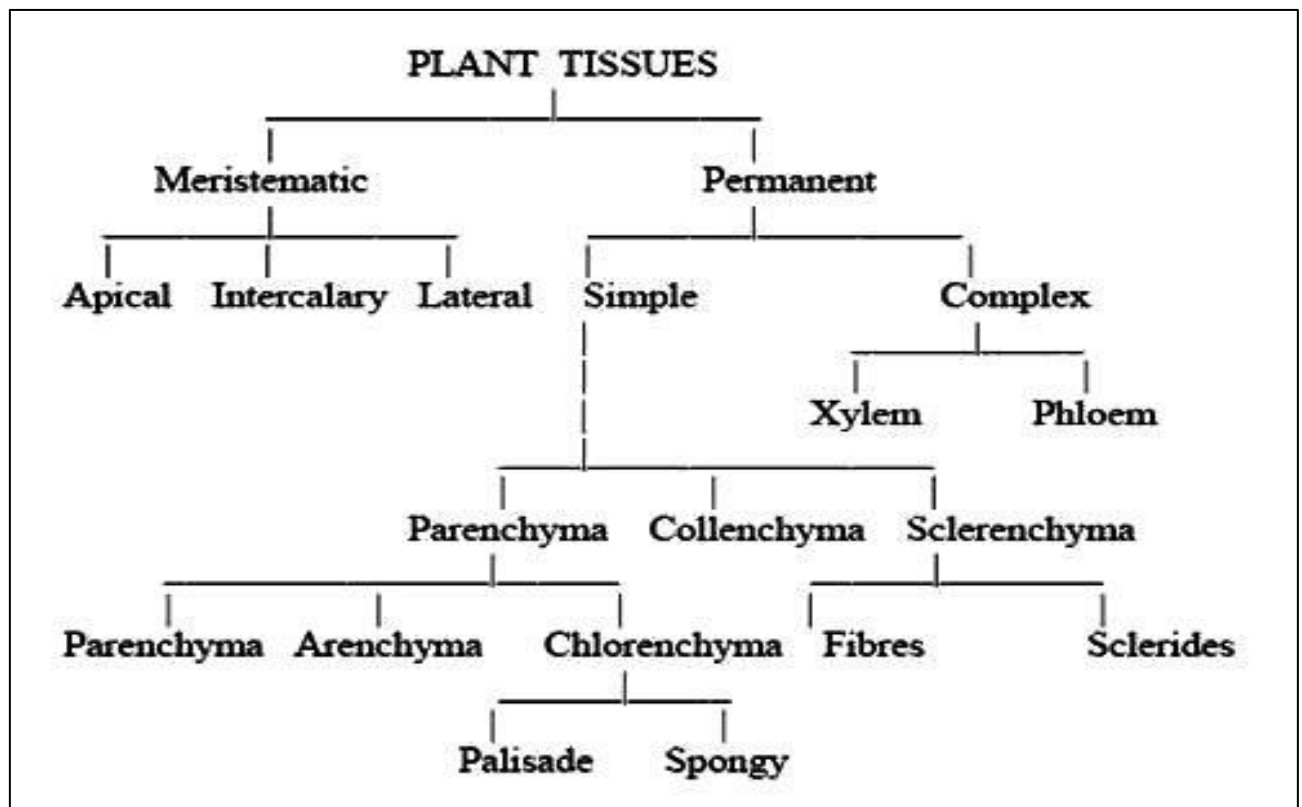 PLANT TISSUES
Meristematic Permanent
Apical Intercalary Lateral Simple Complex
Xylem Phloem
Parenchyma Collenchyma Sclerenchyma
Parenchyma Arenchyma Chlorenchyma Fibres Sclerides
Palisade Spongy